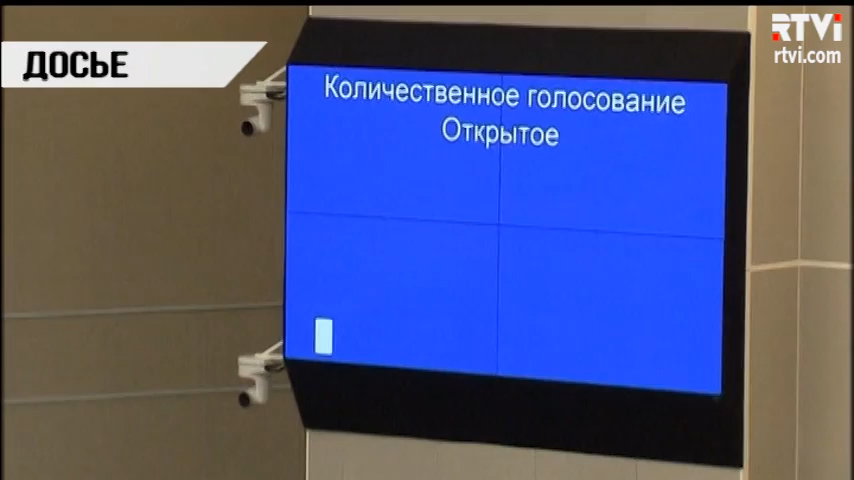 ДОСЬЕ
RTVi
rtvi.com
Количественное голосование
Открытое